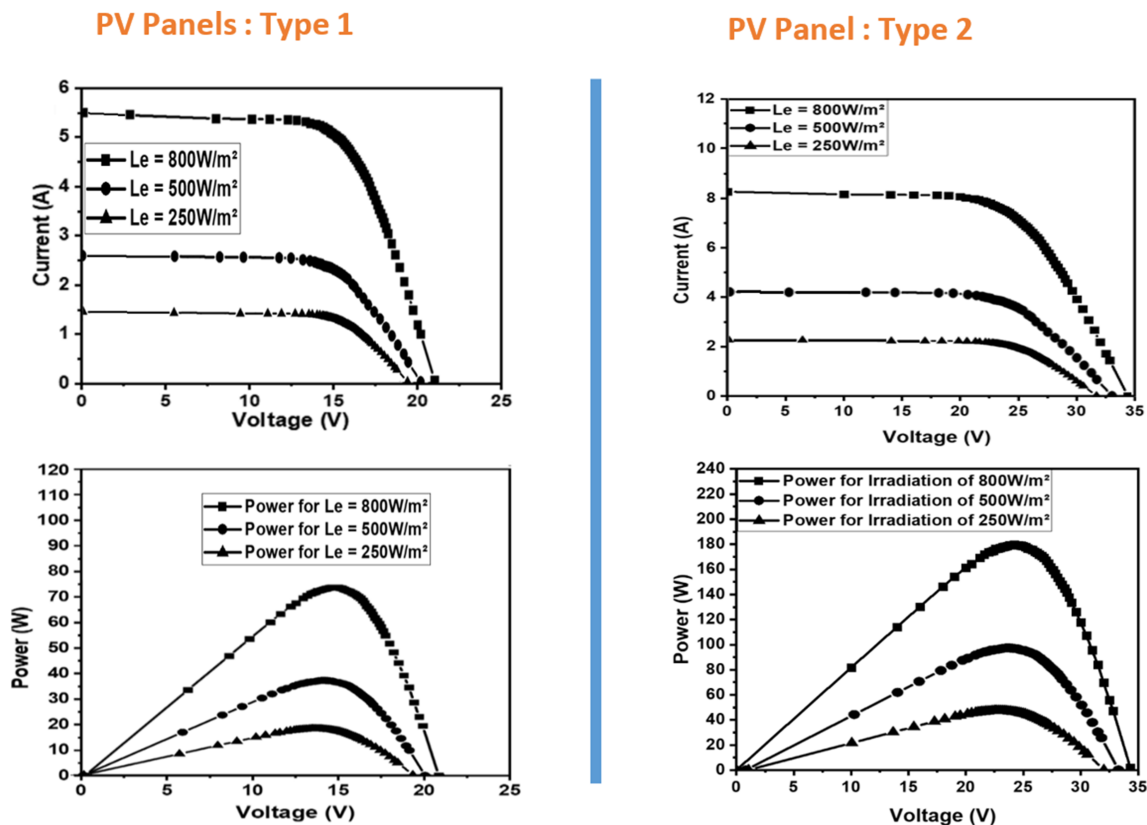 PV Panels : Type 1
6
5
4
3
2
1
0
Current (A)
Le = 800W/m²
Le = 500W/m²
Le = 250W/m²
0 5 10 15 20 25
Voltage (V)
120
110
100
90
80
70
60
50
40
30
20
10
0
Power (W)
Power for Le = 800W/m²
Power for Le = 500W/m²
Power for Le = 250W/m²
0 5 10 15 20 25
Voltage (V)
PV Panel : Type 2
12
10
8
6
4
2
0
Current (A)
Le = 800W/m²
Le = 500W/m²
Le = 250W/m²
0 5 10 15 20 25 30 35
Voltage (V)
240
220
200
180
160
140
120
100
80
60
40
20
0
Power (W)
Power for Irradiation of 800W/m²
Power for Irradiation of 500W/m²
Power for Irradiation of 250W/m²
0 5 10 15 20 25 30 35
Voltage (V)